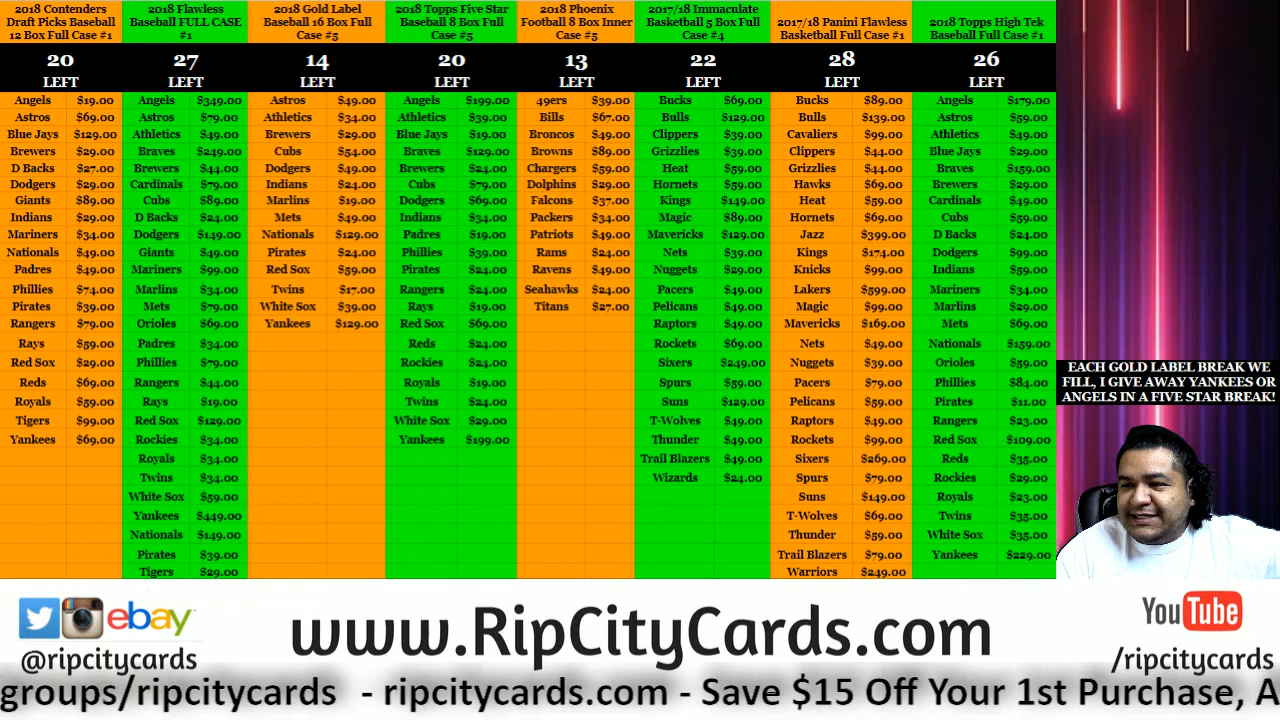 2018 Contenders
Draft Picks Baseball
12 Box Full Case #1
20
LEFT
Angels $19.00
Astros $69.00
Blue Jays $129.00
Brewers $29.00
D Backs $27.00
Dodgers $29.00
Giants $89.00
Indians $29.00
Mariners $34.00
Nationals $49.00
Padres $49.00
Phillies $74.00
Pirates $39.00
Rangers $79.00
Rays $59.00
Red Sox $29.00
Reds $69.00
Royals $59.00
Tigers $99.00
Yankees $69.00
2018 Flawless
Baseball FULL CASE
#1
27
LEFT
Angels $349.00
Astros $79.00
Athletics $49.00
Braves $249.00
Brewers $44.00
Cardinals $79.00
Cubs $89.00
D Backs $24.00
Dodgers $149.00
Giants $49.00
Mariners $99.00
Marlins $34.00
Mets $79.00
Orioles $69.00
Padres $34.00
Phillies $79.00
Rangers $44.00
Rays $19.00
Red Sox $129.00
Rockies $34.00
Royals $34.00
Twins $34.00
White Sox $59.00
Yankees $449.00
Nationals $149.00
Pirates $39.00
Tigers $29.00
2018 Gold Label
Baseball 16 Box Full
Case #5
14
LEFT
Astros $49.00
Athletics $34.00
Brewers $29.00
Cubs $54.00
Dodgers $49.00
Indians $24.00
Marlins $19.00
Mets $49.00
Nationals $129.00
Pirates $24.00
Red Sox $59.00
Twins $17.00
White Sox $39.00
Yankees $129.00
2018 Topps Five Star
Baseball 8 Box Full
Case #5
20
LEFT
Angels $199.00
Athletics $39.00
Blue Jays $19.00
Braves $129.00
Brewers $24.00
Cubs $79.00
Dodgers $69.00
Indians $34.00
Padres $19.00
Phillies $39.00
Pirates $24.00
Rangers $24.00
Rays $19.00
Red Sox $69.00
Reds $24.00
Rockies $24.00
Royals $19.00
Twins $24.00
White Sox $29.00
Yankees $199.00
2018 Phoenix
Football 8 Box Inner
Case #5
13
LEFT
49ers $39.00
Bills $67.00
Broncos $49.00
Browns $89.00
Chargers $59.00
Dolphins $29.00
Falcons $37.00
Packers $34.00
Patriots $49.00
Rams $24.00
Ravens $49.00
Seahawks $24.00
Titans $27.00
2017/18 Immaculate
Basketball 5 Box Full
Case #4
22
LEFT
Bucks $69.00
Bulls $129.00
Clippers $39.00
Grizzlies $39.00
Heat $59.00
Hornets $59.00
Kings $149.00
Magic $89.00
Mavericks $129.00
Nets $39.00
Nuggets $29.00
Pacers $49.00
Pelicans $49.00
Raptors $49.00
Rockets $69.00
Sixers $249.00
Spurs $59.00
Suns $129.00
T-Wolves $49.00
Thunder $49.00
Trail Blazers $49.00
Wizards $24.00
2017/18 Panini Flawless
Basketball Full Case #1
28
LEFT
Bucks $89.00
Bulls $139.00
Cavaliers $99.00
Clippers $44.00
Grizzlies $44.00
Hawks $69.00
Heat $59.00
Hornets $69.00
Jazz $399.00
Kings $174.00
Knicks $99.00
Lakers $599.00
Magic $99.00
Mavericks $169.00
Nets $49.00
Nuggets $39.00
Pacers $79.00
Pelicans $59.00
Raptors $49.00
Rockets $99.00
Sixers $269.00
Spurs $79.00
Suns $149.00
T-Wolves $69.00
Thunder $59.00
Trail Blazers $79.00
Warriors $249.00
2018 Topps High Tek
Baseball Full Case #1
26
LEFT
Angels $179.00
Astros $59.00
Athletics $49.00
Blue Jays $29.00
Braves $159.00
Brewers $29.00
Cardinals $49.00
Cubs $59.00
D Backs $24.00
Dodgers $99.00
Indians $59.00
Mariners $34.00
Marlins $29.00
Mets $69.00
Nationals $159.00
Orioles $59.00
Phillies $84.00
Pirates $11.00
Rangers $23.00
Red Sox $109.00
Reds $35.00
Rockies $29.00
Royals $23.00
Twins $35.00
White Sox $35.00
Yankees $229.00
EACH GOLD LABEL BREAK WE
FILL, I GIVE AWAY YANKEES OR
ANGELS IN A FIVE STAR BREAK!
ebay
@ripcitycards
www.RipCityCards.com
YouTube
/ripcitycards
groups/ripcitycards - ripcitycards.com - Save $15 Off Your 1st Purchase, A